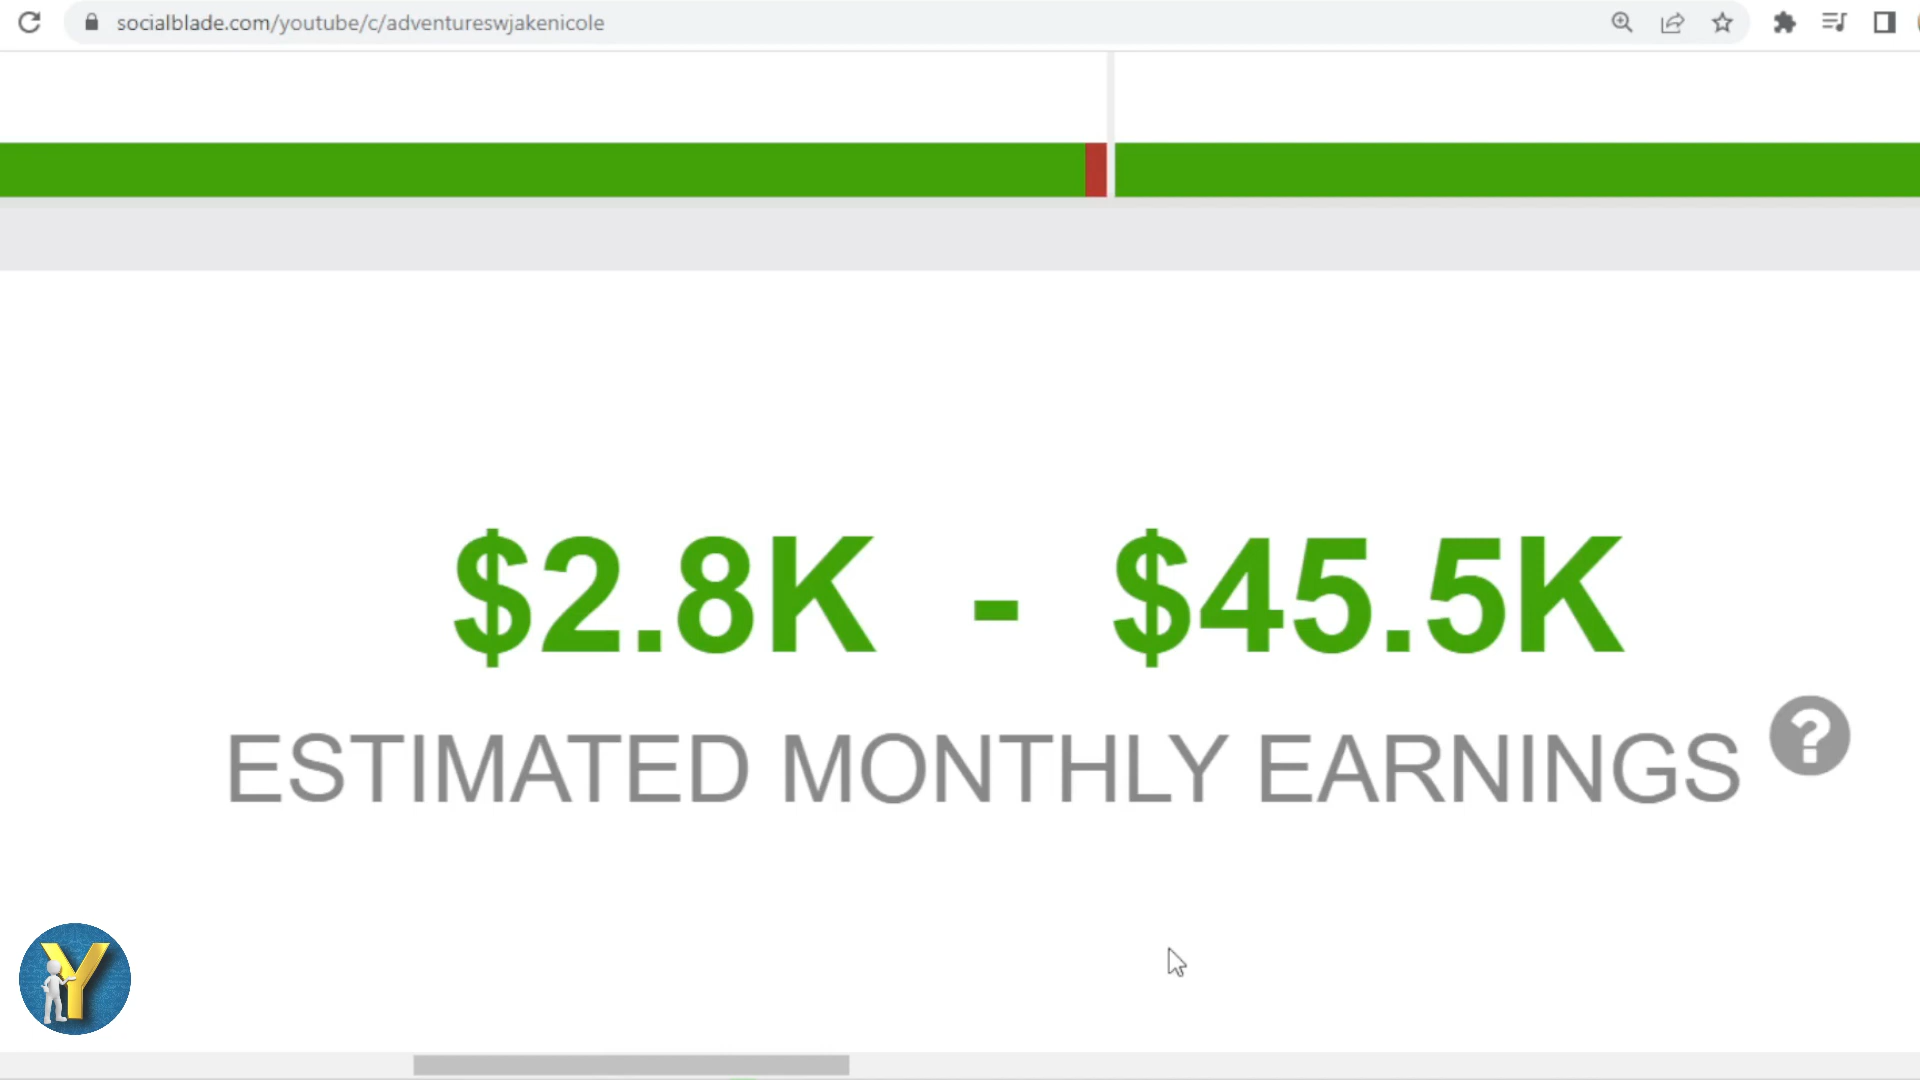 socialblade.com/youtube/c/adventureswjakenicole
$2.8K - $45.5K
ESTIMATED MONTHLY EARNINGS ?
Y